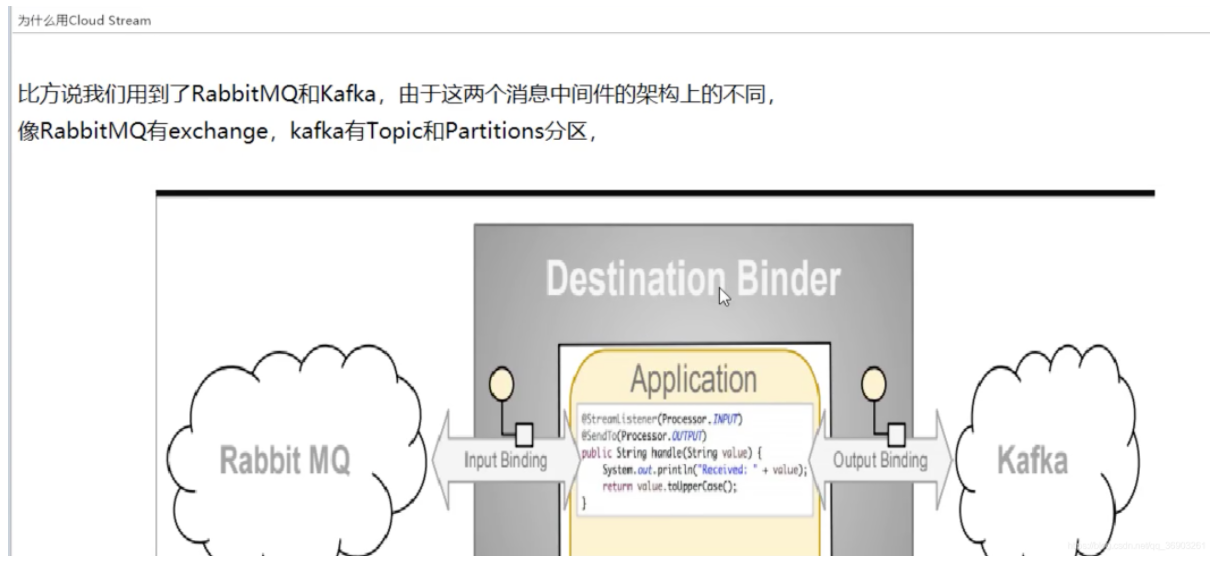 为什么用Cloud Stream
比方说我们用到了RabbitMQ和Kafka，由于这两个消息中间件的架构上的不同，
像RabbitMQ有exchange，kafka有Topic和Partitions分区，
Destination Binder
Application
@StreamListener(Processor.INPUT)
@SendTo(Processor.OUTPUT)
public String handle(String value) {
System.out.println("Received: " + value);
return value.toUpperCase();
}
Rabbit MQ
Input Binding
Output Binding
Kafka